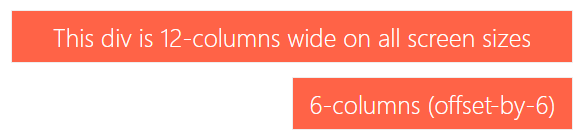 This div is 12-columns wide on all screen sizes
6-columns (offset-by-6)